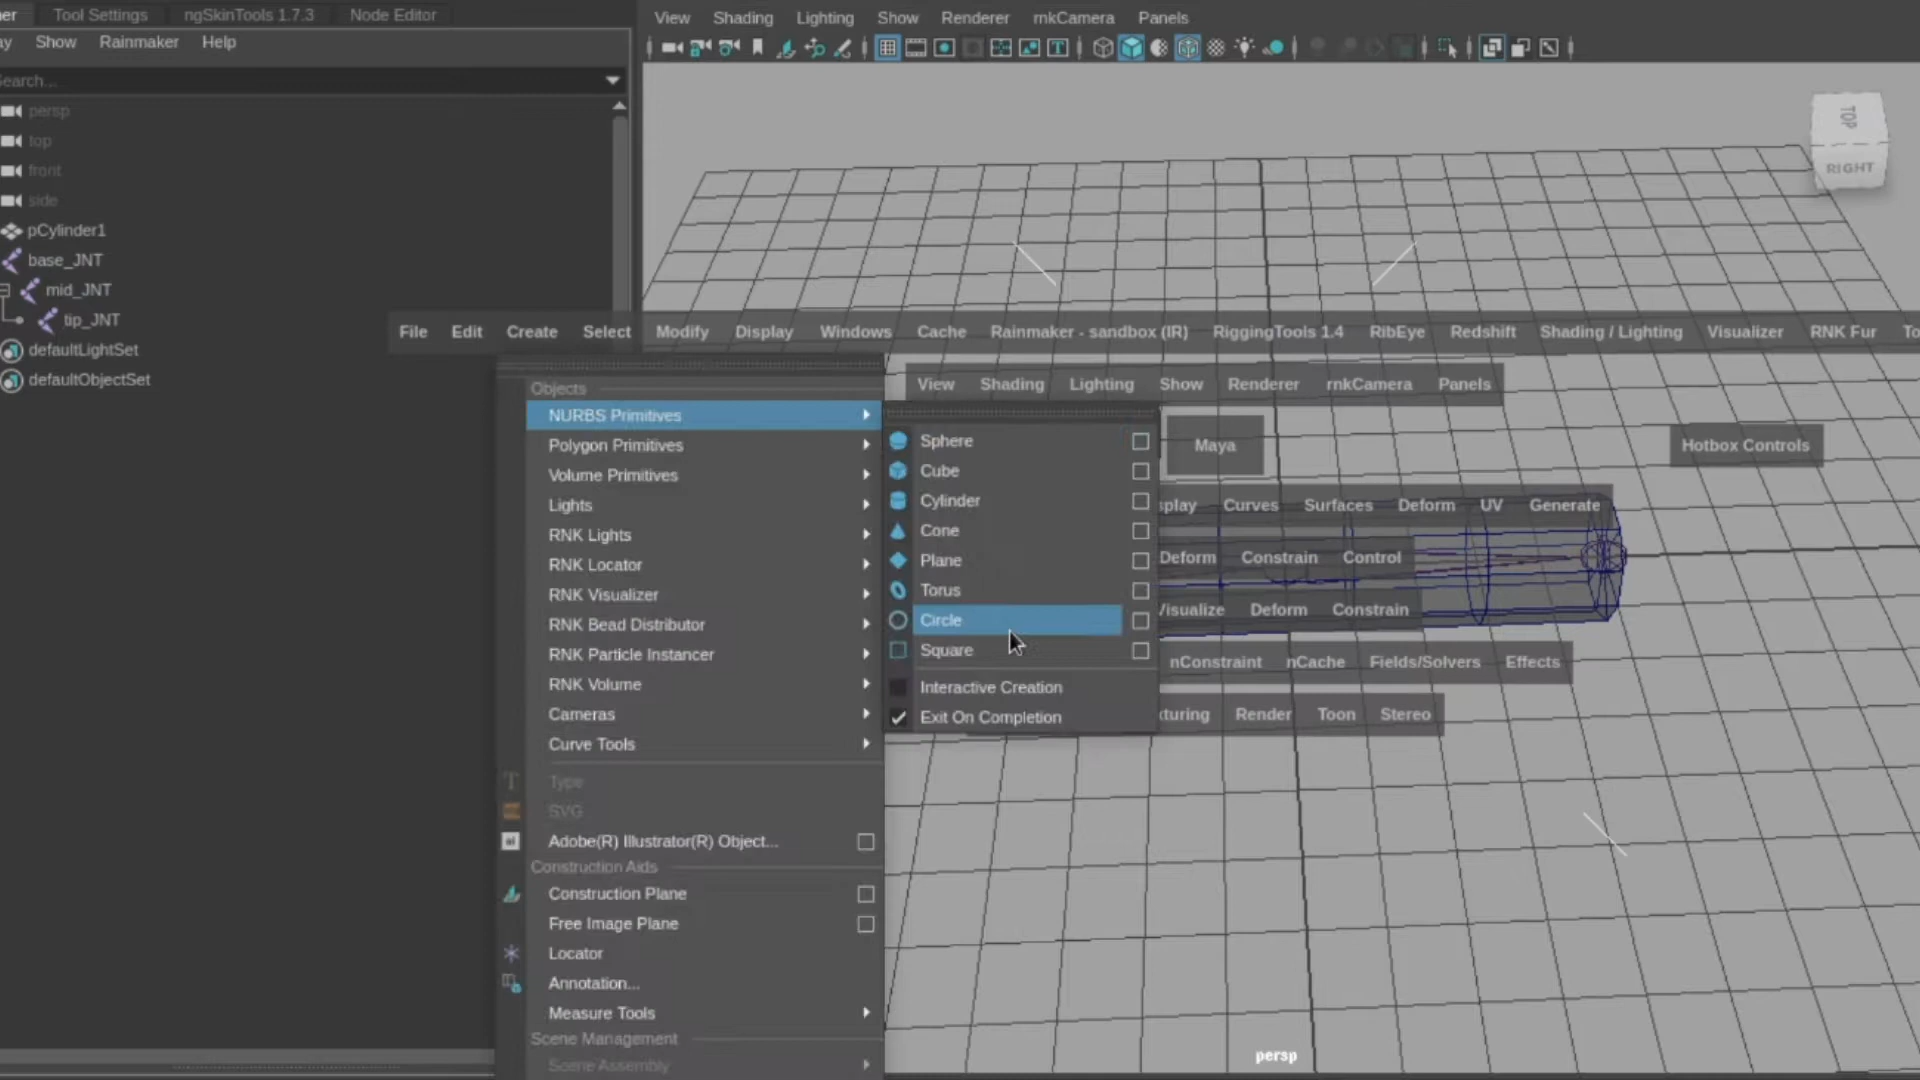 Tool Settings
ngSkinTools 1.7.3
Node Editor
Show
Rainmaker
Help
View
Shading
Lighting
Show
Renderer
rnkCamera
Panels
earch...
persp
top
front
side
pCylinder1
base_JNT
mid_JNT
tip_JNT
defaultLightSet
defaultObjectSet
TOP
RIGHT
File
Edit
Create
Select
Modify
Display
Windows
Cache
Rainmaker - sandbox (IR)
RiggingTools 1.4
RibEye
Redshift
Shading / Lighting
Visualizer
RNK Fur
To
View
Shading
Lighting
Show
Renderer
rnkCamera
Panels
Objects
NURBS Primitives
Polygon Primitives
Volume Primitives
Lights
RNK Lights
RNK Locator
RNK Visualizer
RNK Bead Distributor
RNK Particle Instancer
RNK Volume
Cameras
Curve Tools
Type
SVG
Adobe(R) Illustrator(R) Object...
Construction Aids
Construction Plane
Free Image Plane
Locator
Annotation...
Measure Tools
Scene Management
Scene Assembly
Sphere
Cube
Cylinder
Cone
Plane
Torus
Circle
Square
Interactive Creation
Exit On Completion
Maya
Hotbox Controls
splay
Curves
Surfaces
Deform
UV
Generate
Deform
Constrain
Control
Visualize
Deform
Constrain
nConstraint
nCache
Fields/Solvers
Effects
xturing
Render
Toon
Stereo
persp